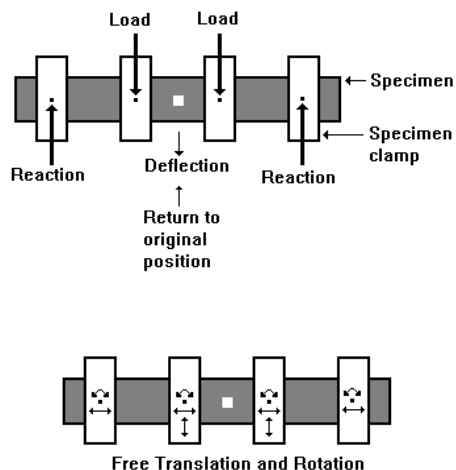 Load
Load
Specimen
Specimen
clamp
Reaction
Deflection
Reaction
Return to
original
position
Free Translation and Rotation